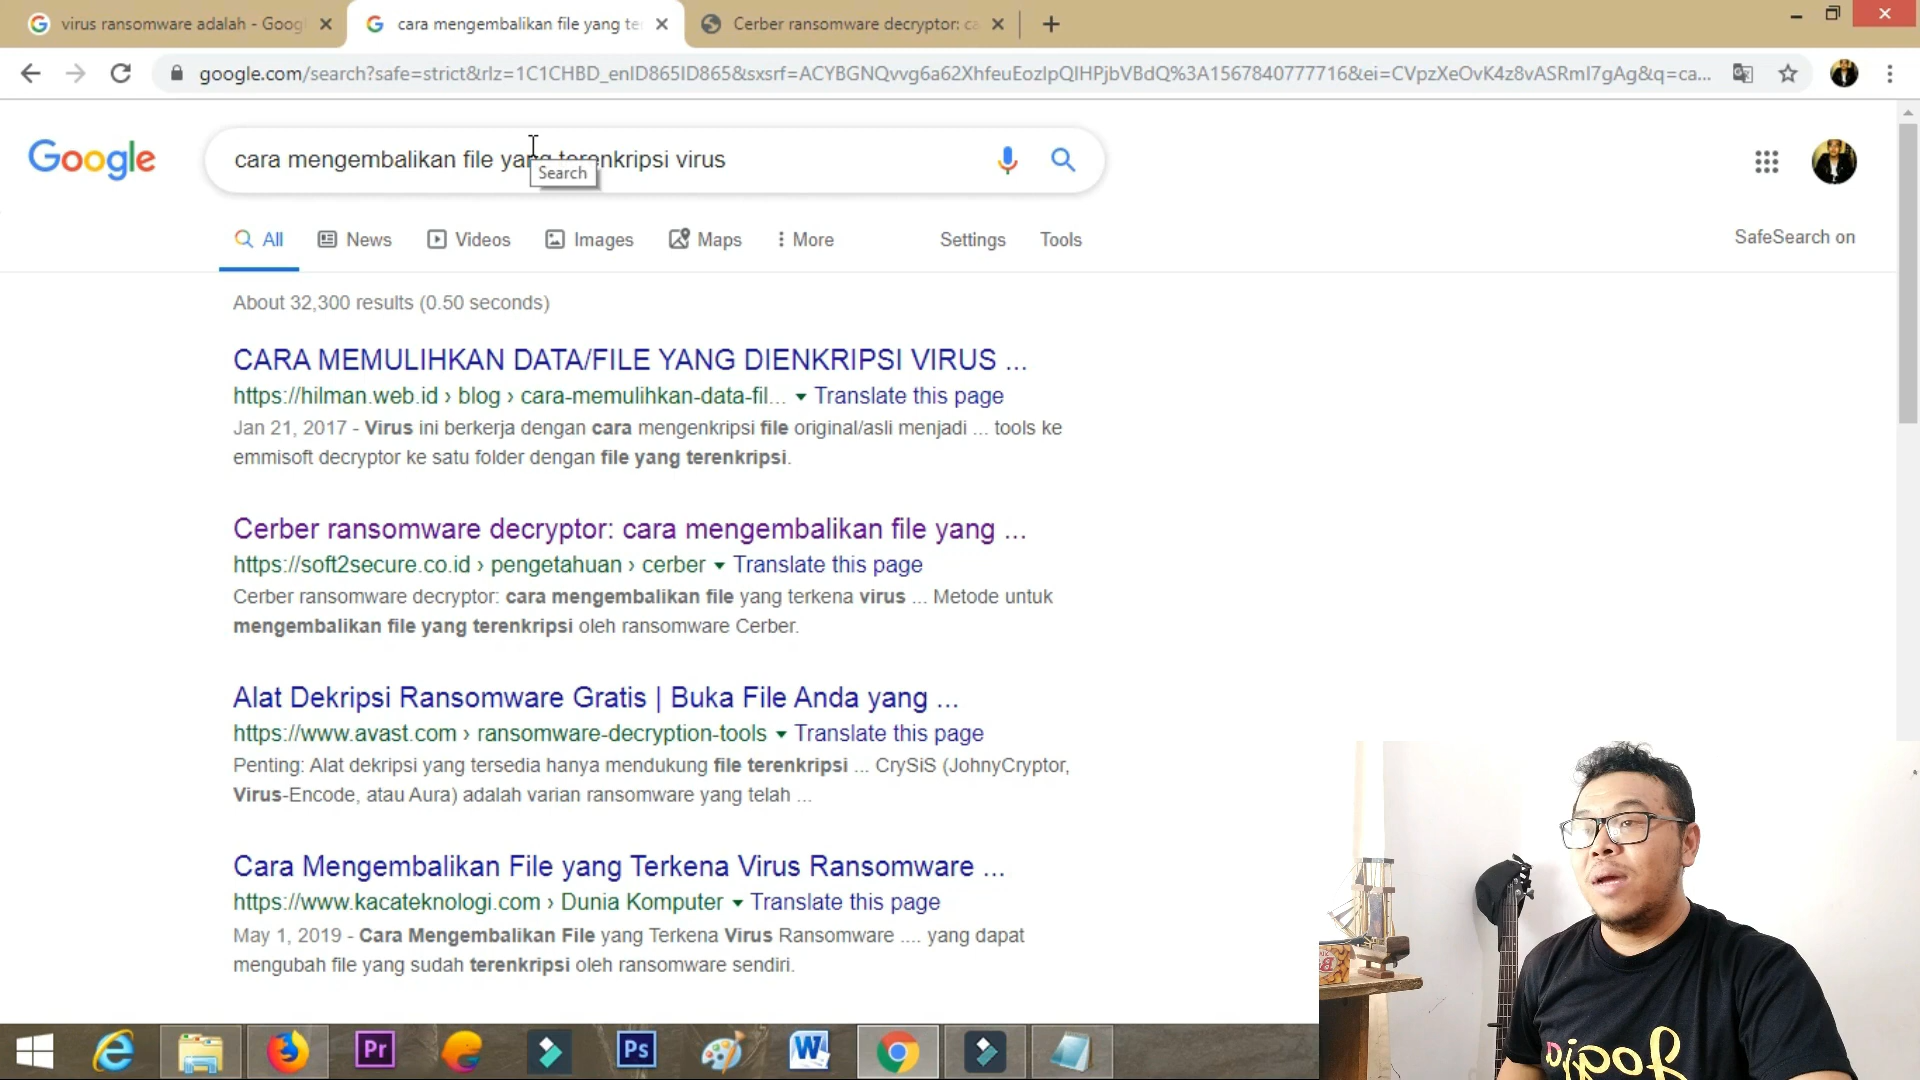 virus ransomware adalah - Goog
cara mengembalikan file yang te
Cerber ransomware decryptor: ca
google.com/search?safe=strict&rlz=1C1CHBD_enID865ID865&sxsrf=ACYBGNQvvg6a62XhfeuEozlpQIHPjbVBdQ%3A1567840777716&ei=CVpzXeOvK4z8vASRmI7gAg&q=ca...
Google
cara mengembalikan file yang terenkripsi virus
Search
All News Videos Images Maps More Settings Tools
SafeSearch on
About 32,300 results (0.50 seconds)
CARA MEMULIHKAN DATA/FILE YANG DIENKRIPSI VIRUS ...
https://hilman.web.id › blog › cara-memulihkan-data-fil... Translate this page
Jan 21, 2017 - Virus ini berkerja dengan cara mengenkripsi file original/asli menjadi ... tools ke
emmisoft decryptor ke satu folder dengan file yang terenkripsi.
Cerber ransomware decryptor: cara mengembalikan file yang ...
https://soft2secure.co.id › pengetahuan › cerber Translate this page
Cerber ransomware decryptor: cara mengembalikan file yang terkena virus ... Metode untuk
mengembalikan file yang terenkripsi oleh ransomware Cerber.
Alat Dekripsi Ransomware Gratis | Buka File Anda yang ...
https://www.avast.com › ransomware-decryption-tools Translate this page
Penting: Alat dekripsi yang tersedia hanya mendukung file terenkripsi ... CrySiS (JohnyCryptor,
Virus-Encode, atau Aura) adalah varian ransomware yang telah ...
Cara Mengembalikan File yang Terkena Virus Ransomware ...
https://www.kacateknologi.com › Dunia Komputer Translate this page
May 1, 2019 - Cara Mengembalikan File yang Terkena Virus Ransomware .... yang dapat
mengubah file yang sudah terenkripsi oleh ransomware sendiri.
Pr
Ps
W